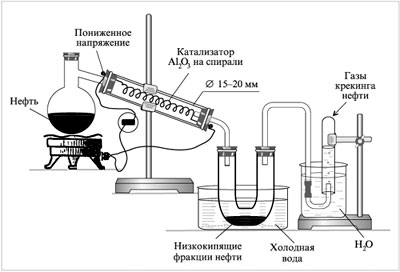 Пониженное
напряжение
Катализатор
Al₂O₃ на спирали
∅ 15–20 мм
Нефть
Газы
крекинга
нефти
Низкокипящие
фракции нефти
Холодная
вода
H₂O